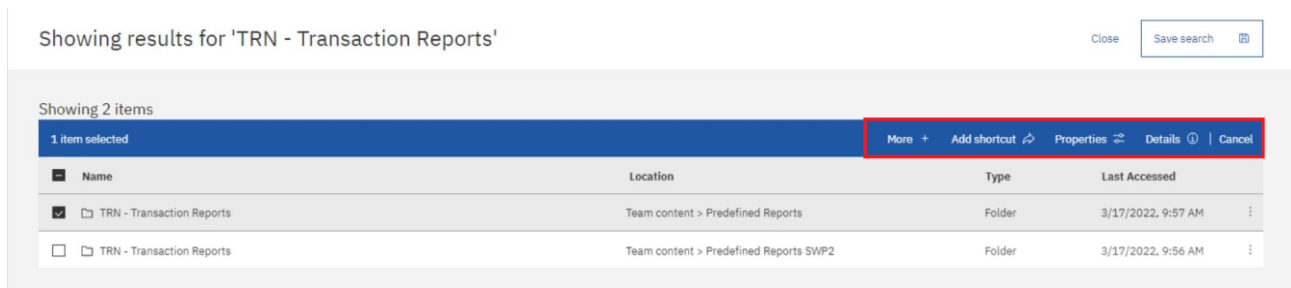 Showing results for 'TRN - Transaction Reports'
Close
Save search
Showing 2 items
1 item selected
More + Add shortcut Properties Details | Cancel
Name Location Type Last Accessed
TRN - Transaction Reports Team content > Predefined Reports Folder 3/17/2022, 9:57 AM
TRN - Transaction Reports Team content > Predefined Reports SWP2 Folder 3/17/2022, 9:56 AM